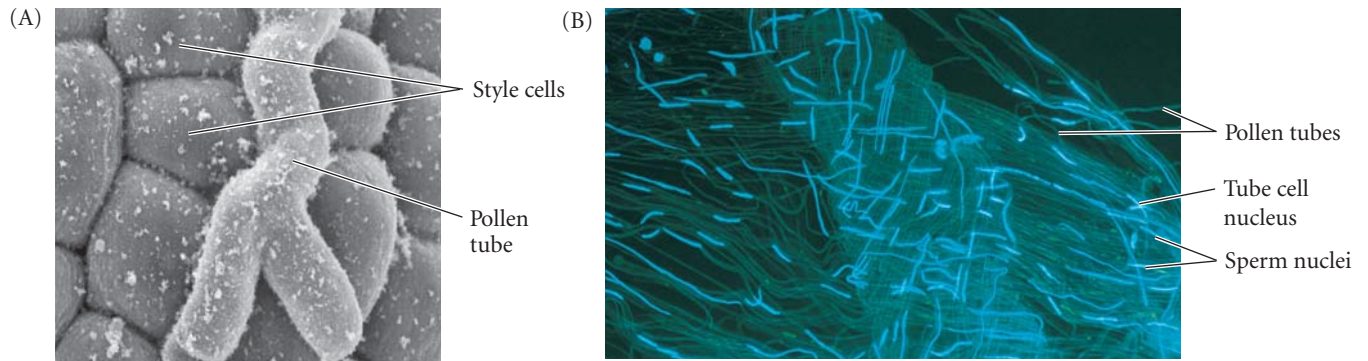 (A)
Style cells
Pollen
tube
(B)
Pollen tubes
Tube cell
nucleus
Sperm nuclei